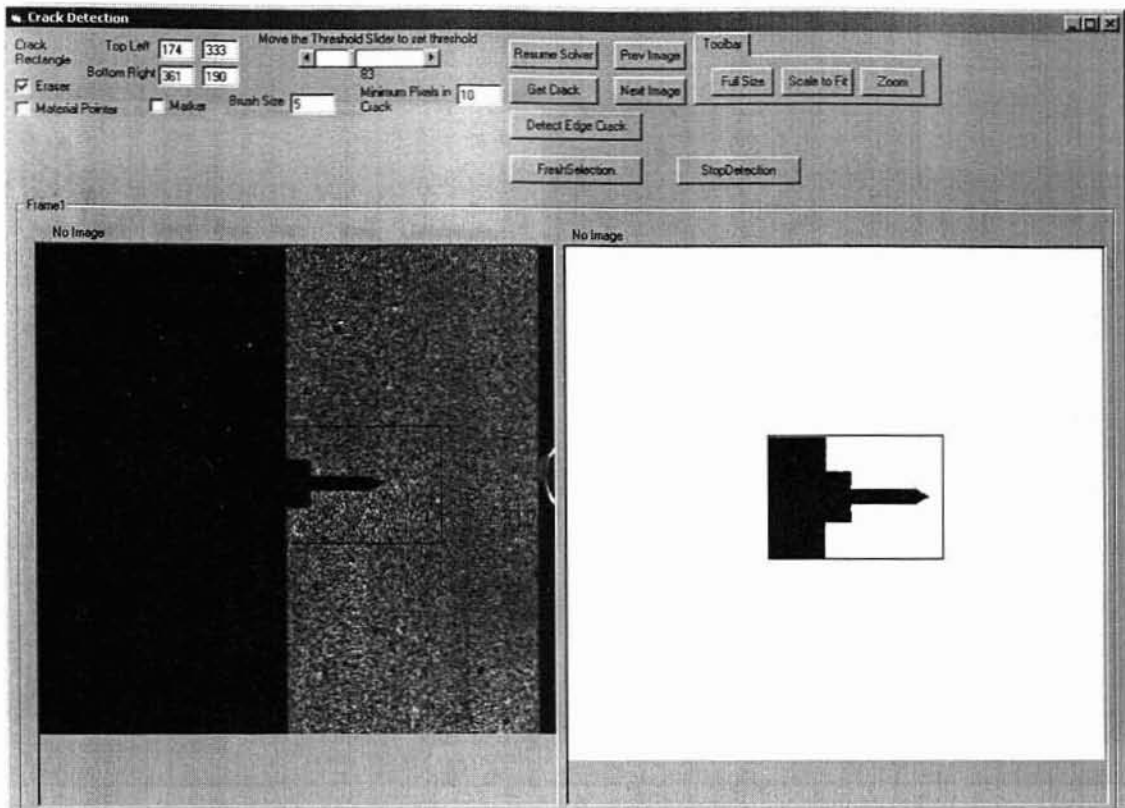 Crack Detection
Crack Rectangle
Top Left 174 333
Bottom Right 361 190
Move the Threshold Slider to set threshold
83
Eraser
Material Pointer
Marker
Brush Size 5
Minimum Pixels in Crack 10
Resume Solver
Prev Image
Get Crack
Next Image
Detect Edge Crack
FreshSelection
StopDetection
Toolbar
Full Size
Scale to Fit
Zoom
Frame1
No Image
No Image